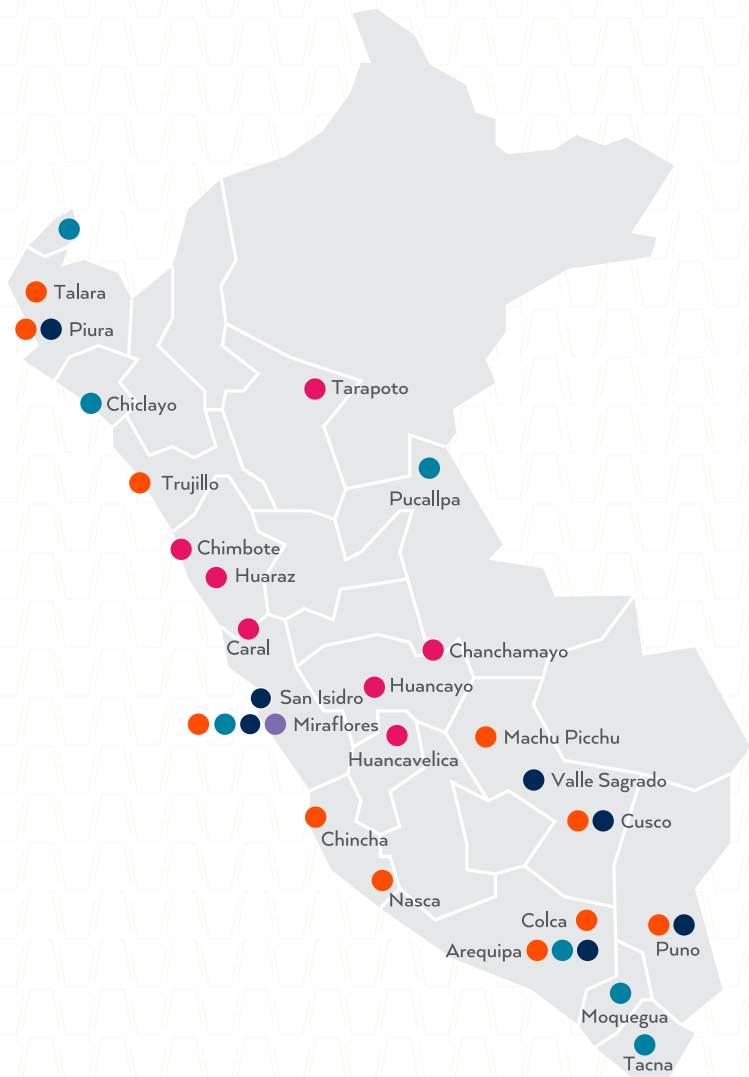 Talara
Piura
Tarapoto
Chiclayo
Trujillo
Pucallpa
Chimbote
Huaraz
Caral
Chanchamayo
Huancayo
San Isidro
Miraflores
Machu Picchu
Huancavelica
Valle Sagrado
Cusco
Chincha
Nasca
Colca
Arequipa
Puno
Moquegua
Tacna